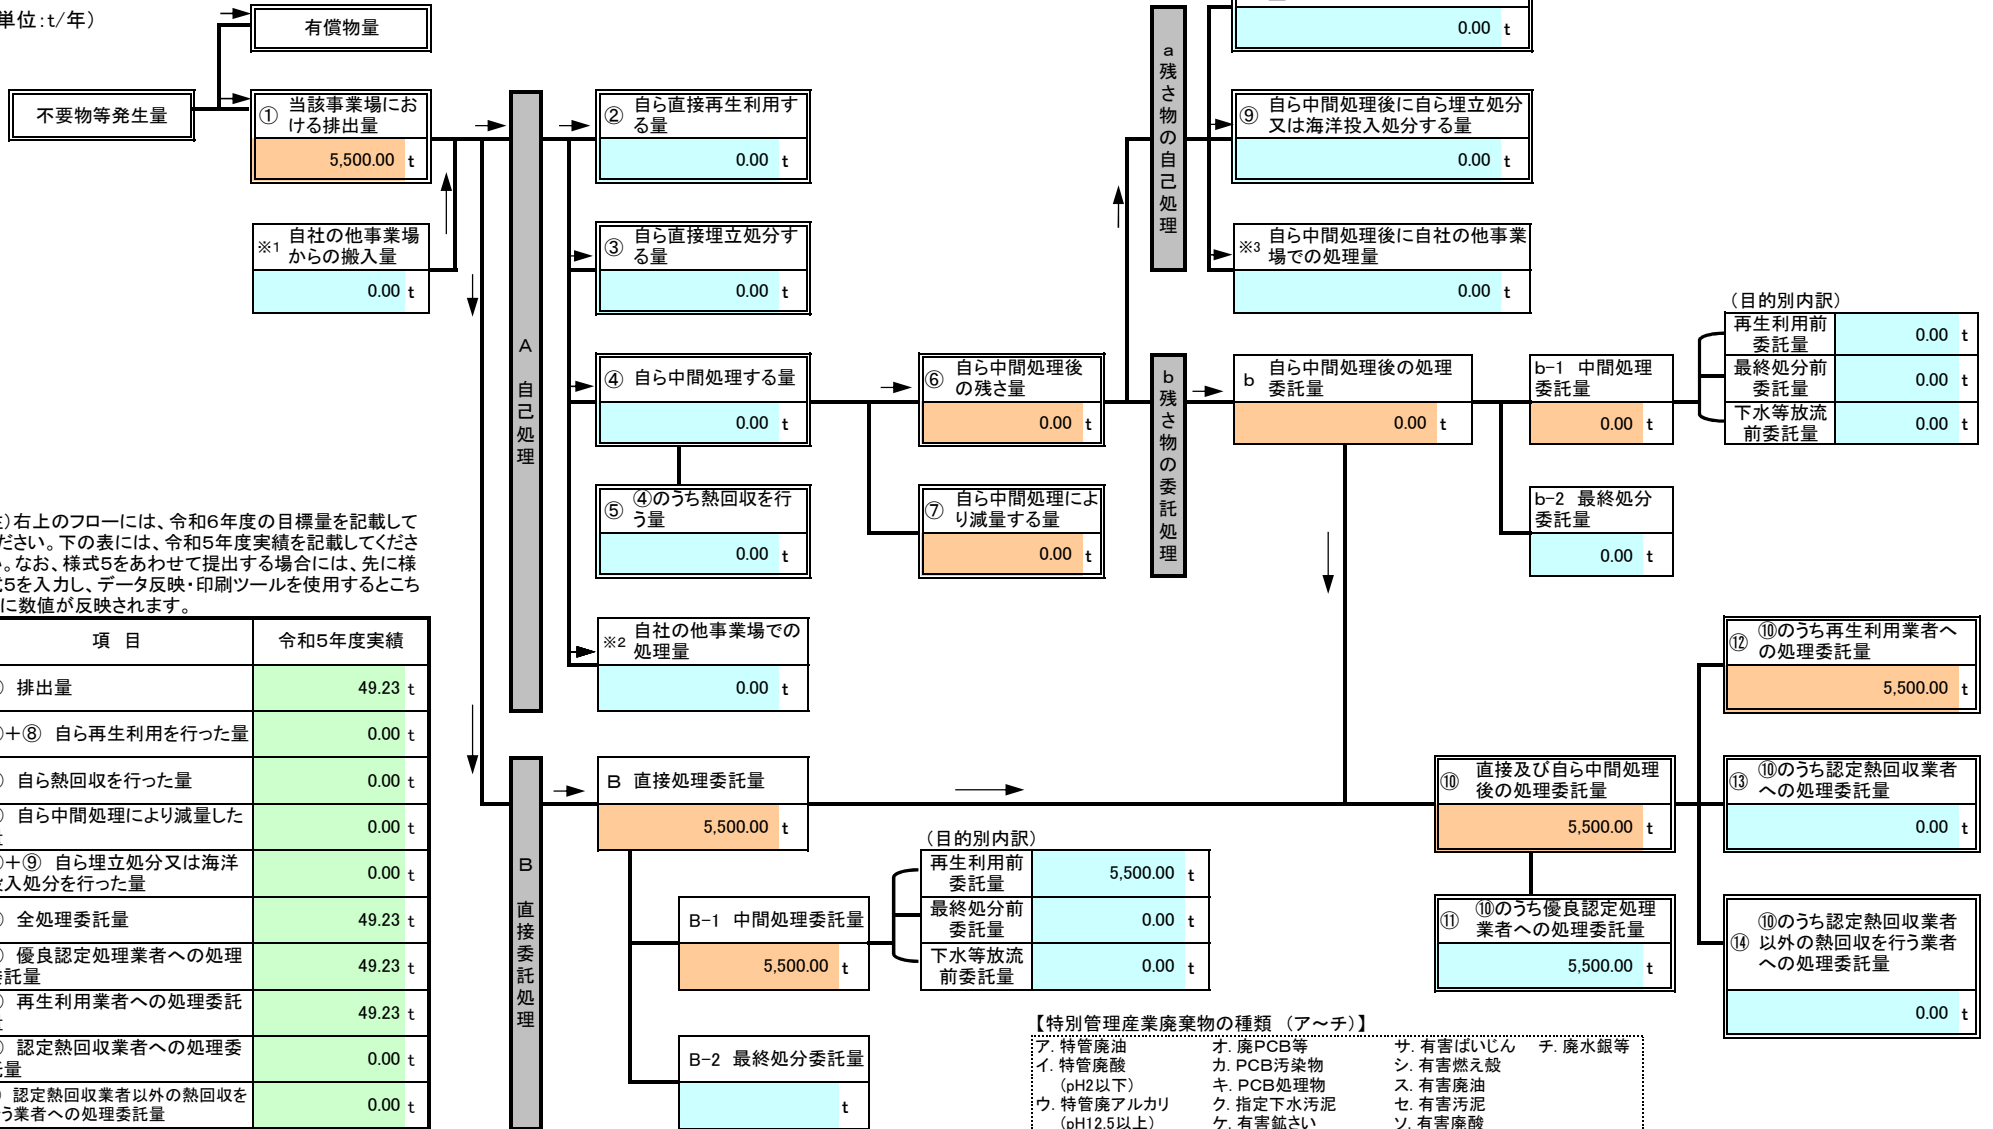 単位:t/年)
有償物量
不要物等発生量
① 当該事業場にお
ける排出量
5,500.00 t
※1 自社の他事業場
からの搬入量
0.00 t
A 自己処理
② 自ら直接再生利用す
る量
0.00 t
③ 自ら直接埋立処分す
る量
0.00 t
④ 自ら中間処理する量
0.00 t
⑤ ④のうち熱回収を行
う量
0.00 t
※2 自社の他事業場での
処理量
0.00 t
⑥ 自ら中間処理後
の残さ量
0.00 t
⑦ 自ら中間処理によ
り減量する量
0.00 t
a 残さ物の自己処理
0.00 t
⑨ 自ら中間処理後に自ら埋立処分
又は海洋投入処分する量
0.00 t
※3 自ら中間処理後に自社の他事業
場での処理量
0.00 t
b 残さ物の委託処理
b 自ら中間処理後の処理
委託量
0.00 t
b-1 中間処理
委託量
0.00 t
b-2 最終処分
委託量
0.00 t
(目的別内訳)
再生利用前
委託量
0.00 t
最終処分前
委託量
0.00 t
下水等放流
前委託量
0.00 t
)右上のフローには、令和6年度の目標量を記載して
ださい。下の表には、令和5年度実績を記載してくださ
。なお、様式5をあわせて提出する場合には、先に様
5を入力し、データ反映・印刷ツールを使用するとこち
に数値が反映されます。
項 目 令和5年度実績
) 排出量 49.23 t
)+⑧ 自ら再生利用を行った量 0.00 t
) 自ら熱回収を行った量 0.00 t
) 自ら中間処理により減量した
0.00 t
)+⑨ 自ら埋立処分又は海洋
入処分を行った量 0.00 t
) 全処理委託量 49.23 t
) 優良認定処理業者への処理
託量 49.23 t
) 再生利用業者への処理委託
49.23 t
) 認定熱回収業者への処理委
量 0.00 t
) 認定熱回収業者以外の熱回収を
う業者への処理委託量 0.00 t
B 直接委託処理
B 直接処理委託量
5,500.00 t
B-1 中間処理委託量
5,500.00 t
B-2 最終処分委託量
t
(目的別内訳)
再生利用前
委託量
5,500.00 t
最終処分前
委託量
0.00 t
下水等放流
前委託量
0.00 t
⑩ 直接及び自ら中間処理
後の処理委託量
5,500.00 t
⑪ ⑩のうち優良認定処理
業者への処理委託量
5,500.00 t
⑫ ⑩のうち再生利用業者へ
の処理委託量
5,500.00 t
⑬ ⑩のうち認定熱回収業者
への処理委託量
0.00 t
⑭ ⑩のうち認定熱回収業者
以外の熱回収を行う業者
への処理委託量
0.00 t
【特別管理産業廃棄物の種類 (ア～チ)】
ア. 特管廃油 オ. 廃PCB等 サ. 有害ばいじん チ. 廃水銀等
イ. 特管廃酸 カ. PCB汚染物 シ. 有害燃え殻
(pH2以下) キ. PCB処理物 ス. 有害廃油
ウ. 特管廃アルカリ ク. 指定下水汚泥 セ. 有害汚泥
(pH12.5以上) ケ. 有害鉱さい ソ. 有害廃酸